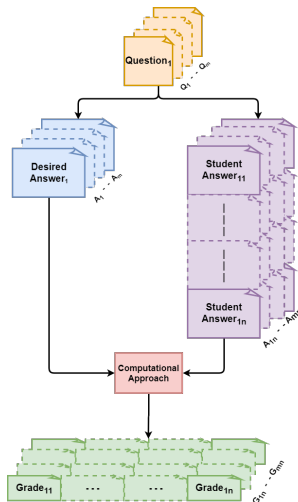 Question₁
Q₁ - - Qₘ
Desired
Answer₁
A₁ - - Aₘ
Student
Answer₁₁
Student
Answer₁ₙ
A₁ₙ - - Aₘₙ
Computational
Approach
Grade₁₁ - - - - - - Grade₁ₙ
G₁ₙ - - Gₘₙ